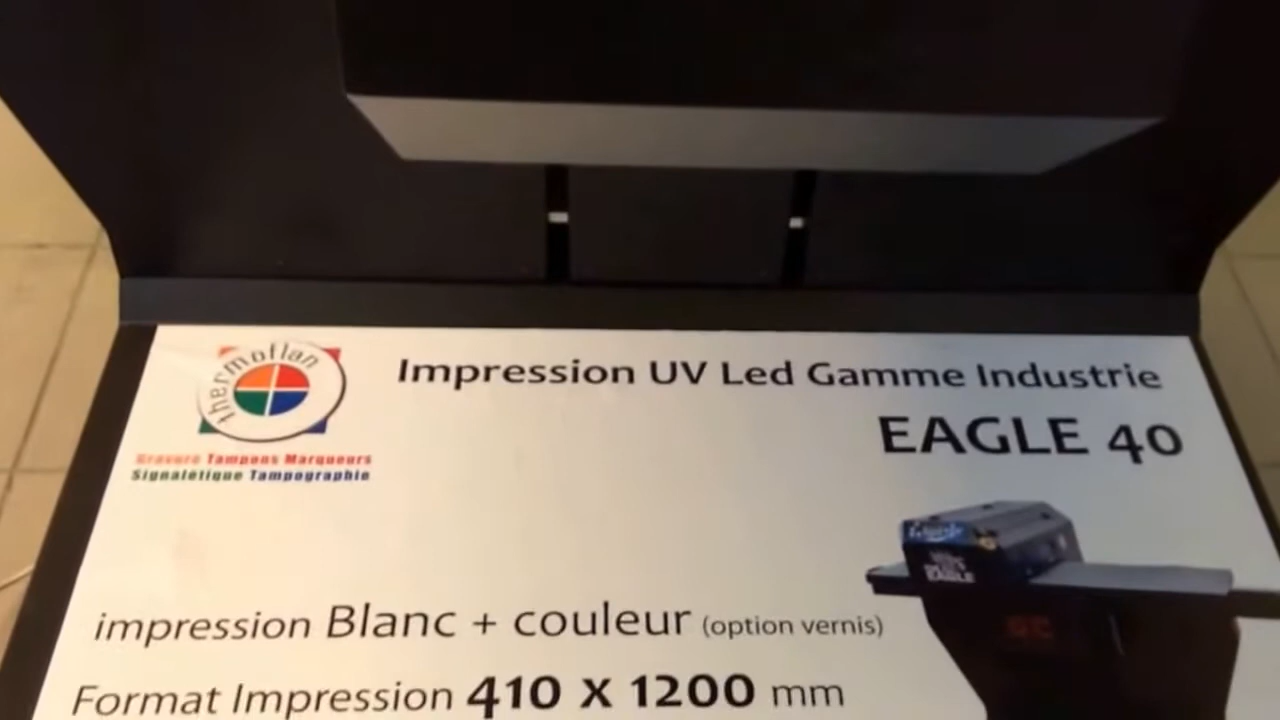 thermoflan
Impression UV Led Gamme Industrie
EAGLE 40
Gravure Tampons Marqueurs
Signalétique Tampographie
EAGLE
impression Blanc + couleur (option vernis)
Format Impression 410 X 1200 mm